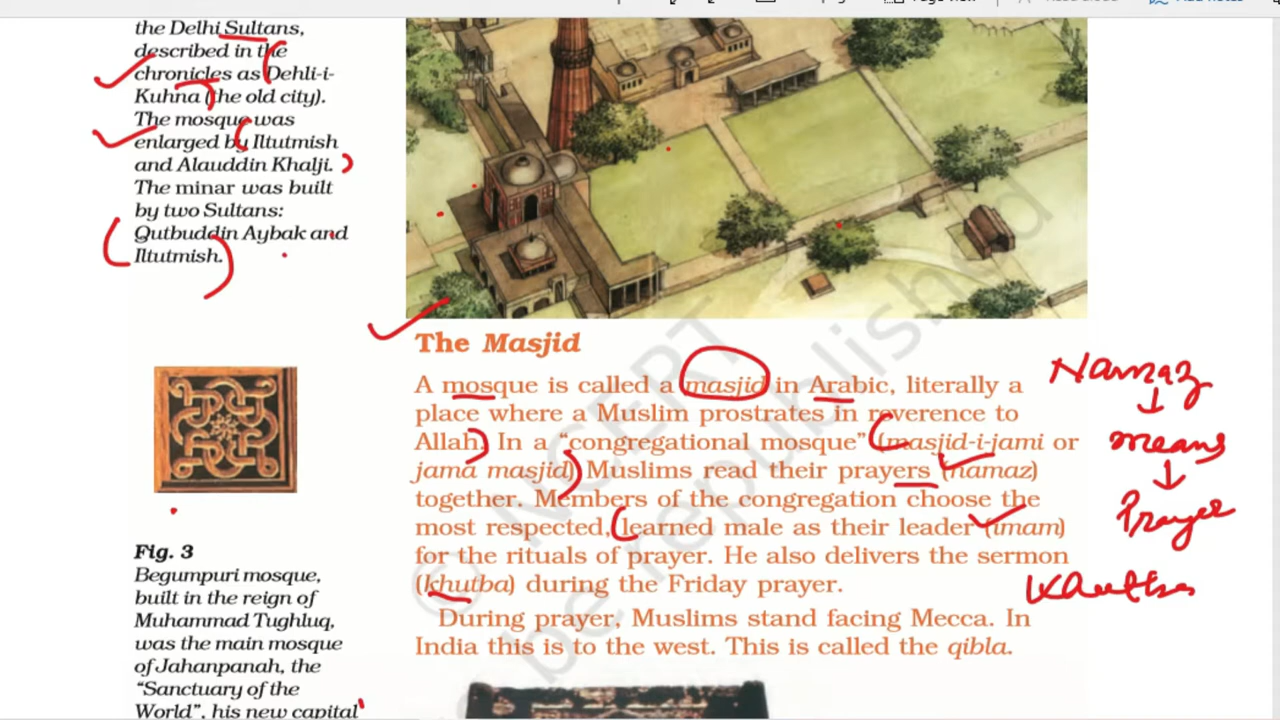 the Delhi Sultans,
described in the
chronicles as Dehli-i-
Kuhna (the old city).
The mosque was
enlarged by Iltutmish
and Alauddin Khalji.
The minar was built
by two Sultans:
Qutbuddin Aybak and
Iltutmish.
The Masjid
A mosque is called a masjid in Arabic, literally a
place where a Muslim prostrates in reverence to
Allah. In a “congregational mosque” (masjid-i-jami or
jama masjid) Muslims read their prayers (namaz)
together. Members of the congregation choose the
most respected, learned male as their leader (imam)
for the rituals of prayer. He also delivers the sermon
(khutba) during the Friday prayer.
During prayer, Muslims stand facing Mecca. In
India this is to the west. This is called the qibla.
Namaz
means
Prayer
Khutba
Fig. 3
Begumpuri mosque,
built in the reign of
Muhammad Tughluq,
was the main mosque
of Jahanpanah, the
“Sanctuary of the
World”, his new capital
© NCERT
be republished